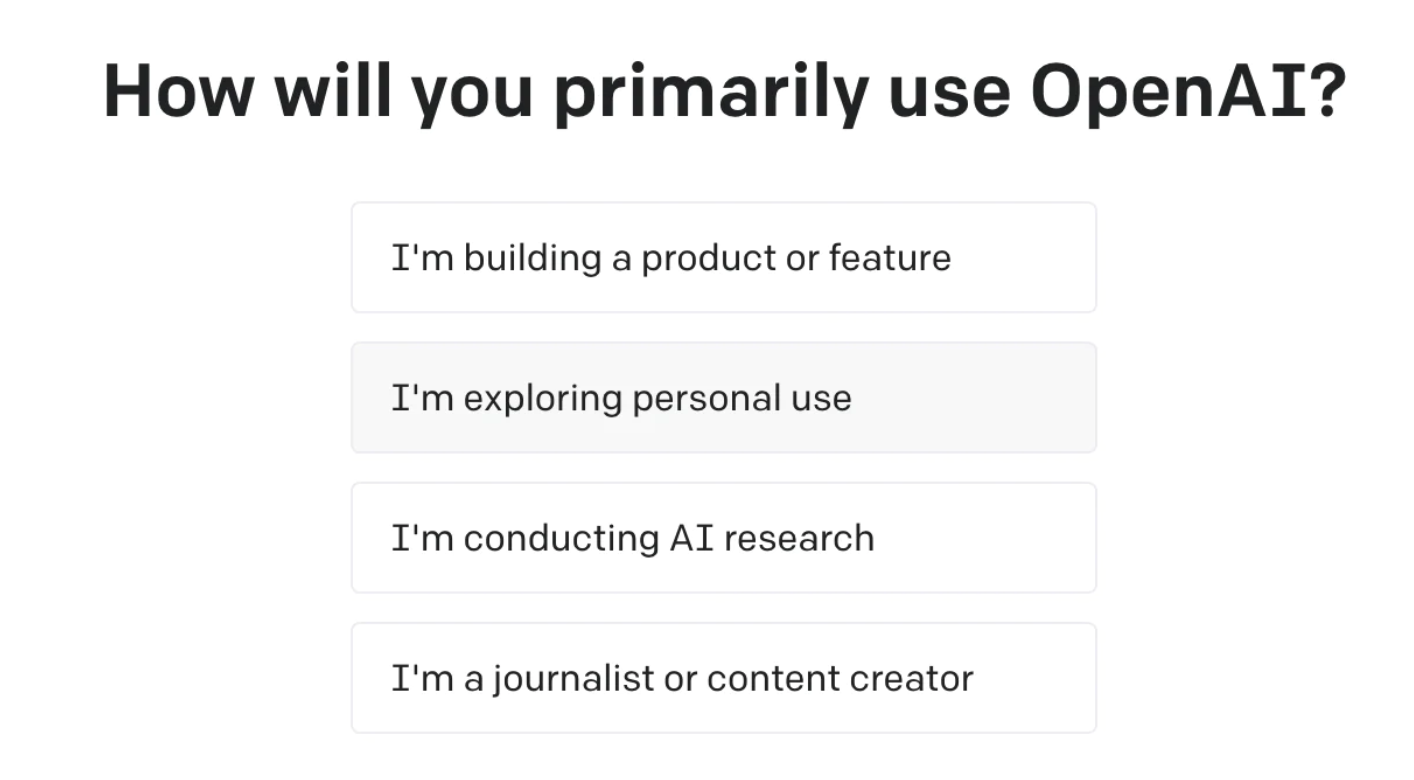 How will you primarily use OpenAI?
I'm building a product or feature
I'm exploring personal use
I'm conducting AI research
I'm a journalist or content creator